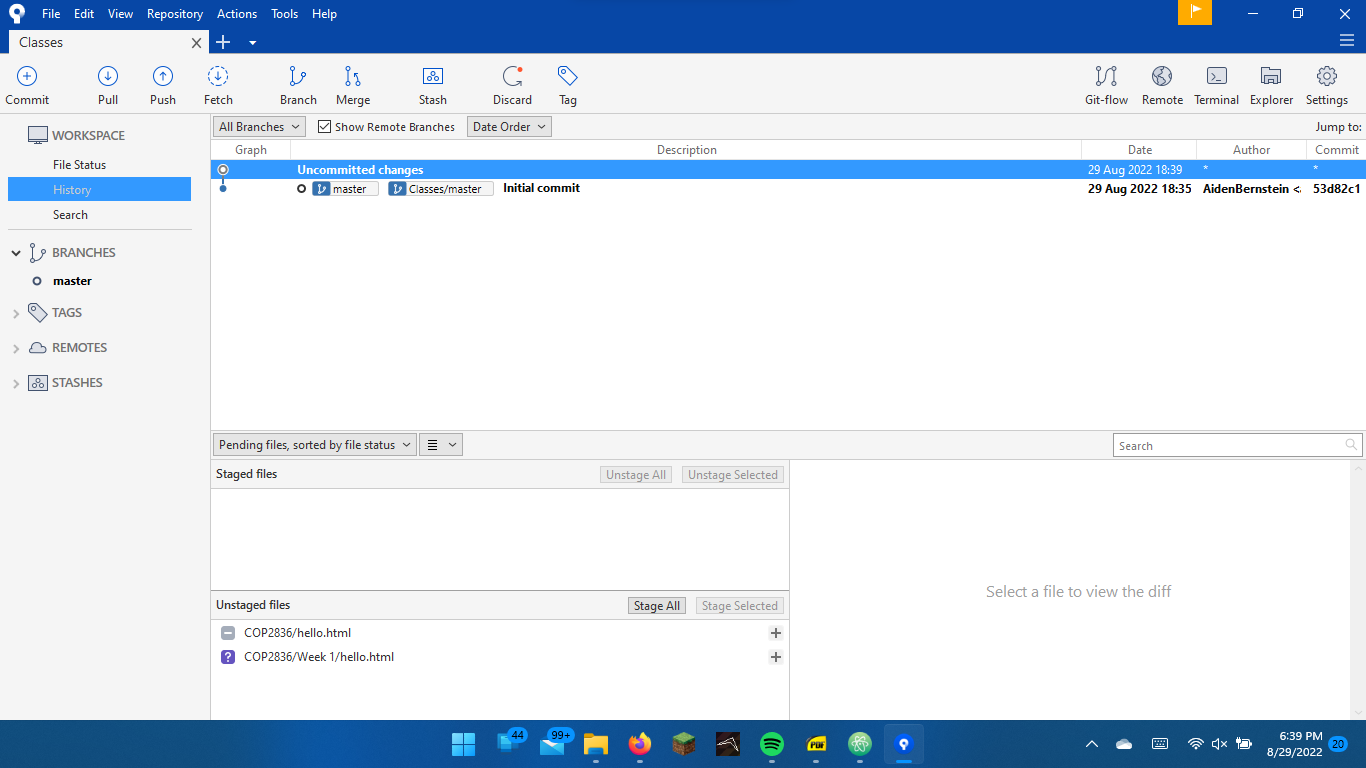 File Edit View Repository Actions Tools Help
Classes
Commit Pull Push Fetch Branch Merge Stash Discard Tag Git-flow Remote Terminal Explorer Settings
WORKSPACE
File Status
History
Search
BRANCHES
master
TAGS
REMOTES
STASHES
All Branches Show Remote Branches Date Order Jump to:
Graph Description Date Author Commit
Uncommitted changes 29 Aug 2022 18:39 * *
master Classes/master Initial commit 29 Aug 2022 18:35 AidenBernstein < 53d82c1
Pending files, sorted by file status Search
Staged files Unstage All Unstage Selected
Unstaged files Stage All Stage Selected
COP2836/hello.html
? COP2836/Week 1/hello.html
Select a file to view the diff
44 99+ PDF 6:39 PM
8/29/2022 20